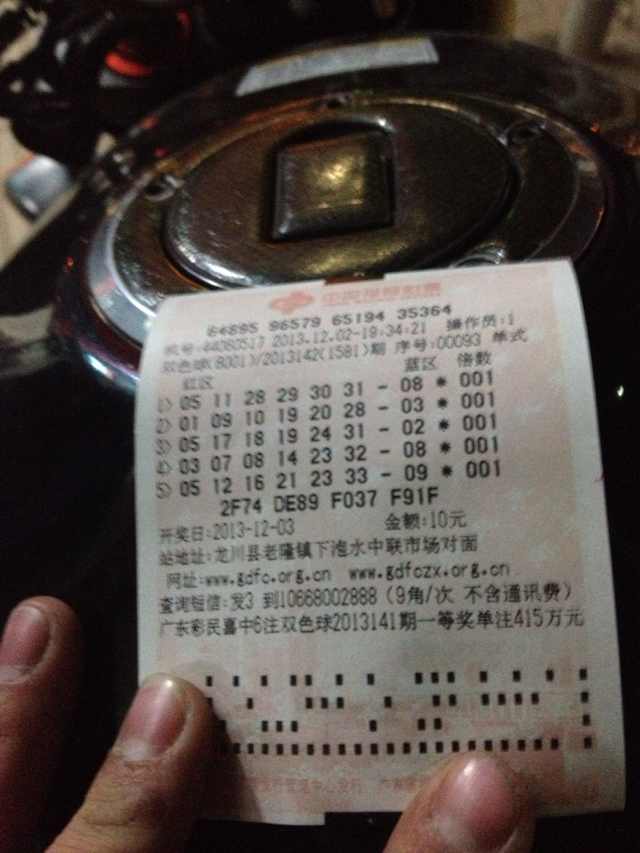 中国福利彩票
64895 96579 65194 35364
机号:44080517 2013.12.02-19:34:21 操作员:1
双色球(8001)/2013142(1581)期 序号:00093 单式
红区 蓝区 倍数
1> 05 11 28 29 30 31 - 08 * 001
2> 01 09 10 19 20 28 - 03 * 001
3> 05 17 18 19 24 31 - 02 * 001
4> 03 07 08 14 23 32 - 08 * 001
5> 05 12 16 21 23 33 - 09 * 001
2F74 DE89 F037 F91F
开奖日:2013-12-03 金额:10元
站地址:龙川县老隆镇下泡水中联市场对面
网址:www.gdfc.org.cn www.gdfczx.org.cn
查询短信:发3 到10668002888(9角/次 不含通讯费)
广东彩民喜中6注双色球2013141期一等奖单注415万元